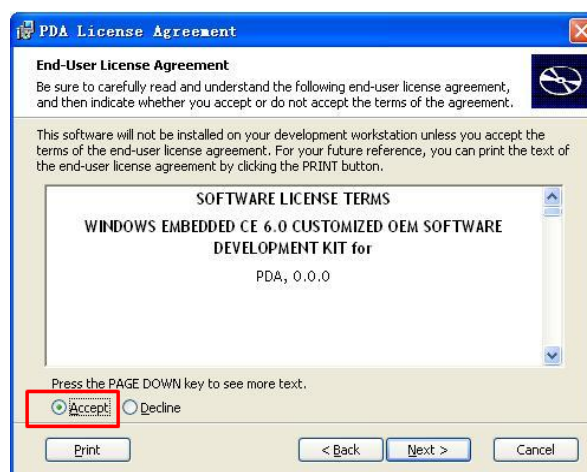 PDA License Agreement
End-User License Agreement
Be sure to carefully read and understand the following end-user license agreement,
and then indicate whether you accept or do not accept the terms of the agreement.
This software will not be installed on your development workstation unless you accept the
terms of the end-user license agreement. For your future reference, you can print the text of
the end-user license agreement by clicking the PRINT button.
SOFTWARE LICENSE TERMS
WINDOWS EMBEDDED CE 6.0 CUSTOMIZED OEM SOFTWARE
DEVELOPMENT KIT for
PDA, 0.0.0
Press the PAGE DOWN key to see more text.
Accept Decline
Print < Back Next > Cancel